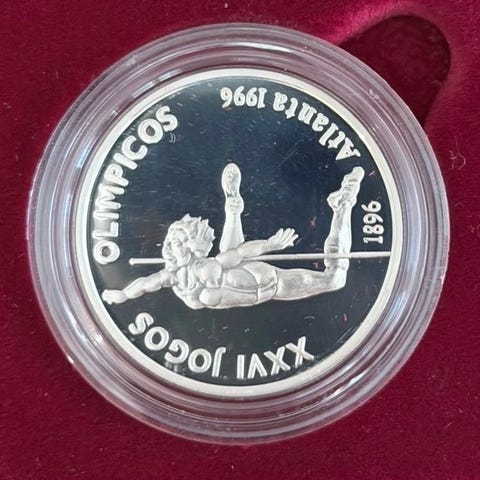 XXVI JOGOS
OLIMPICOS
Atlanta 1996
1896